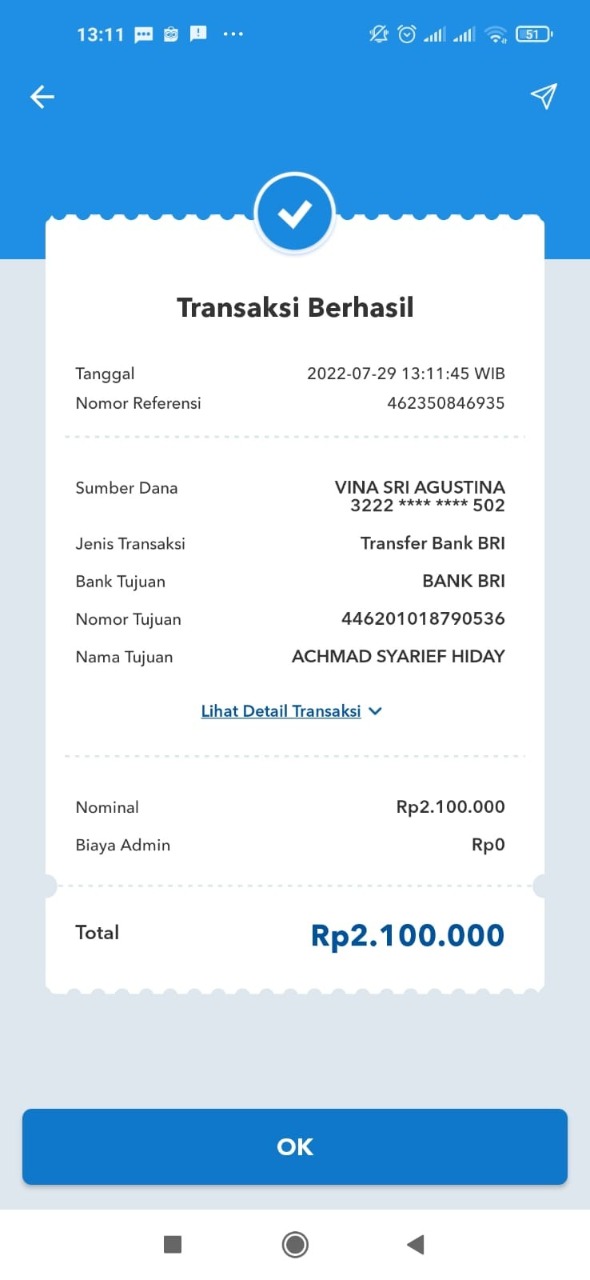 13:11
51
Transaksi Berhasil
Tanggal 2022-07-29 13:11:45 WIB
Nomor Referensi 462350846935
Sumber Dana VINA SRI AGUSTINA
3222 **** **** 502
Jenis Transaksi Transfer Bank BRI
Bank Tujuan BANK BRI
Nomor Tujuan 446201018790536
Nama Tujuan ACHMAD SYARIEF HIDAY
Lihat Detail Transaksi
Nominal Rp2.100.000
Biaya Admin Rp0
Total Rp2.100.000
OK